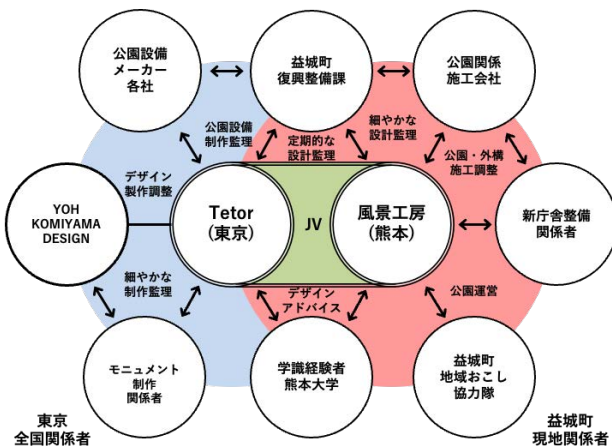 公園設備
メーカー
各社
益城町
復興整備課
公園関係
施工会社
公園設備
制作監理
定期的な
設計監理
細やかな
設計監理
デザイン
製作調整
公園・外構
施工調整
YOH
KOMIYAMA
DESIGN
Tetor
(東京)
JV
風景工房
(熊本)
新庁舎整備
関係者
細やかな
制作監理
デザイン
アドバイス
公園運営
モニュメント
制作
関係者
学識経験者
熊本大学
益城町
地域おこし
協力隊
東京
全国関係者
益城町
現地関係者